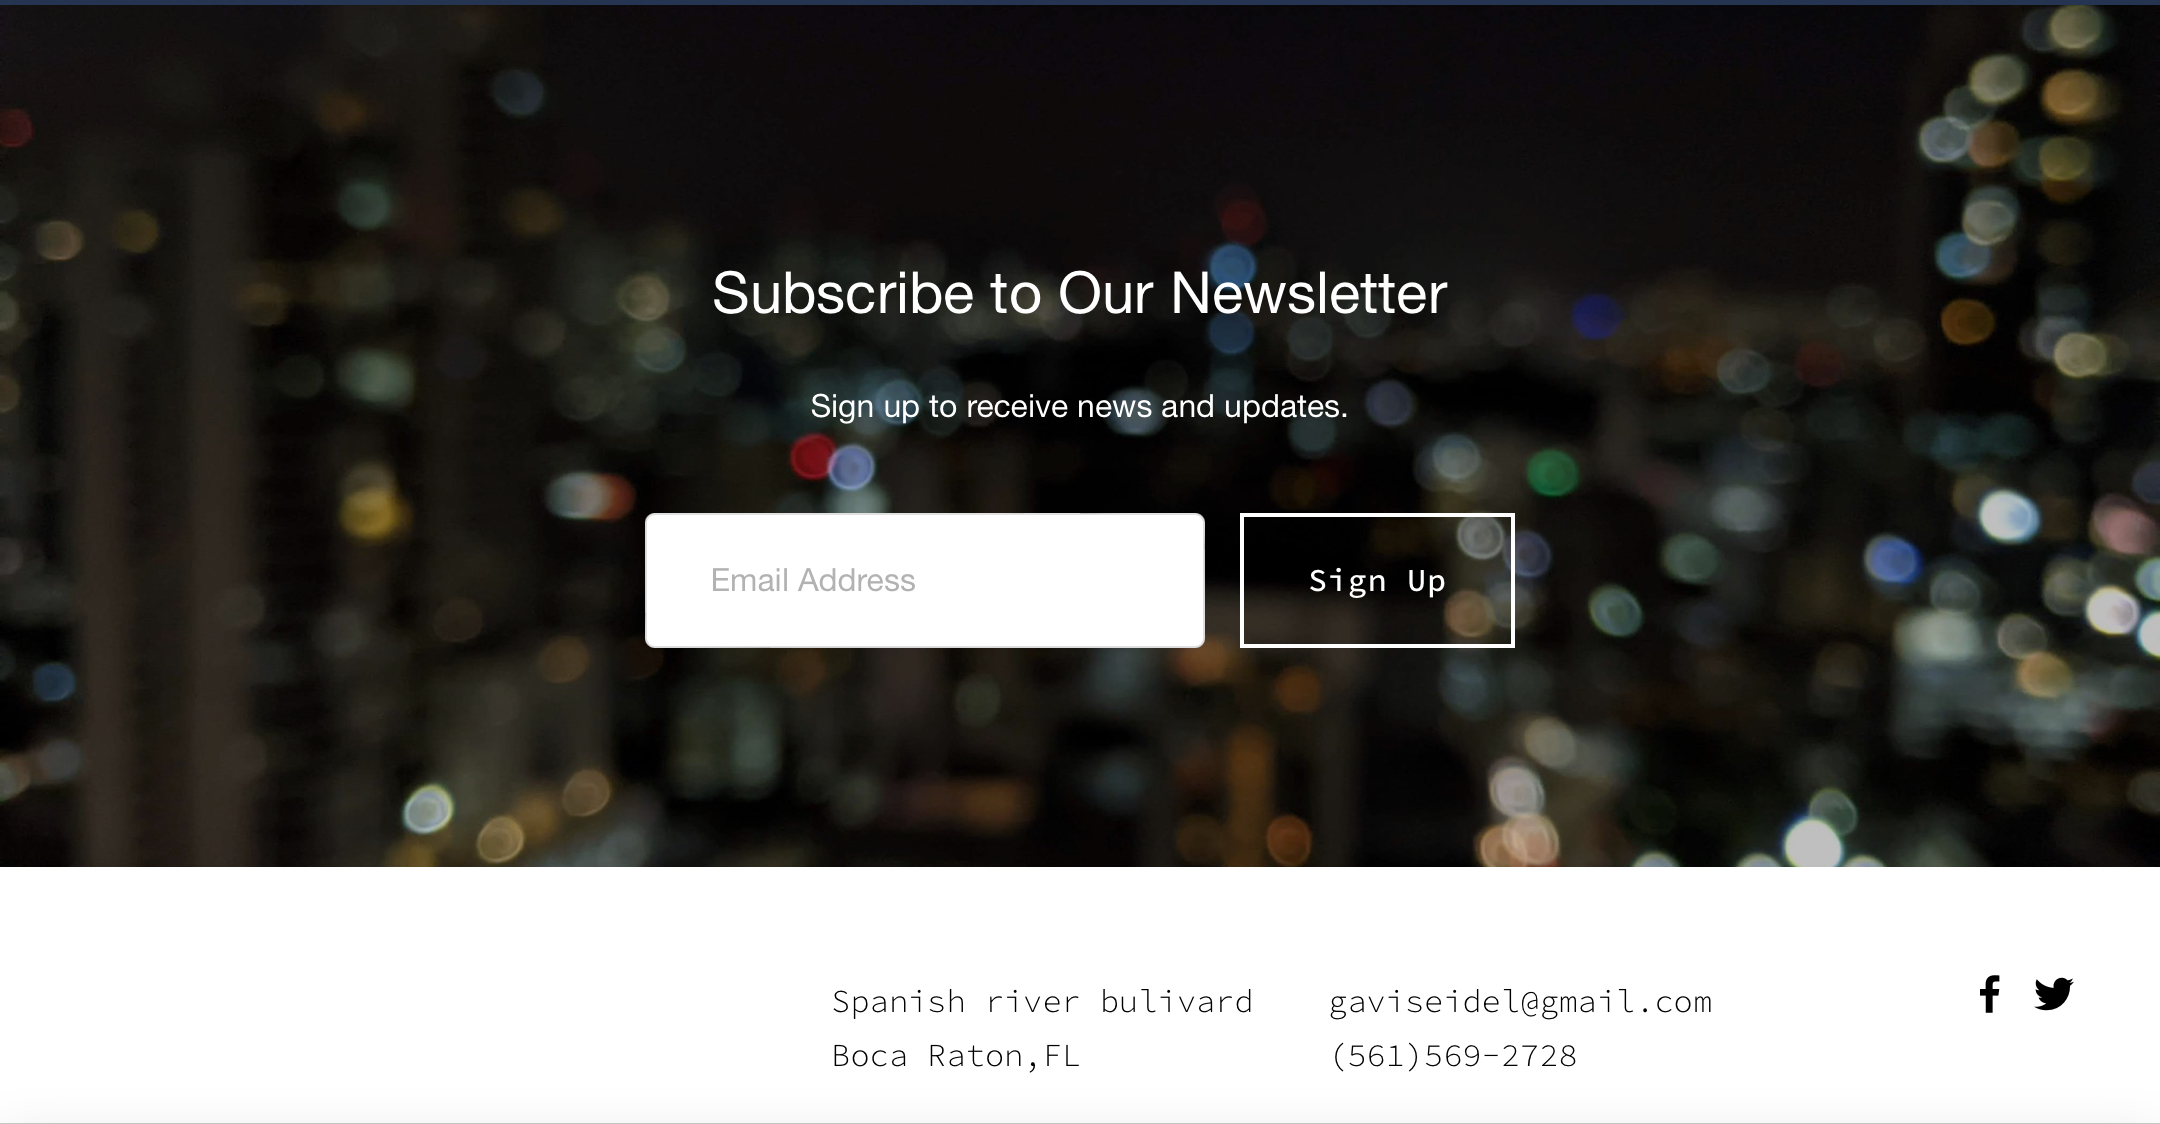 Subscribe to Our Newsletter
Sign up to receive news and updates.
Email Address
Sign Up
Spanish river bulivard
Boca Raton,FL
gaviseidel@gmail.com
(561)569-2728